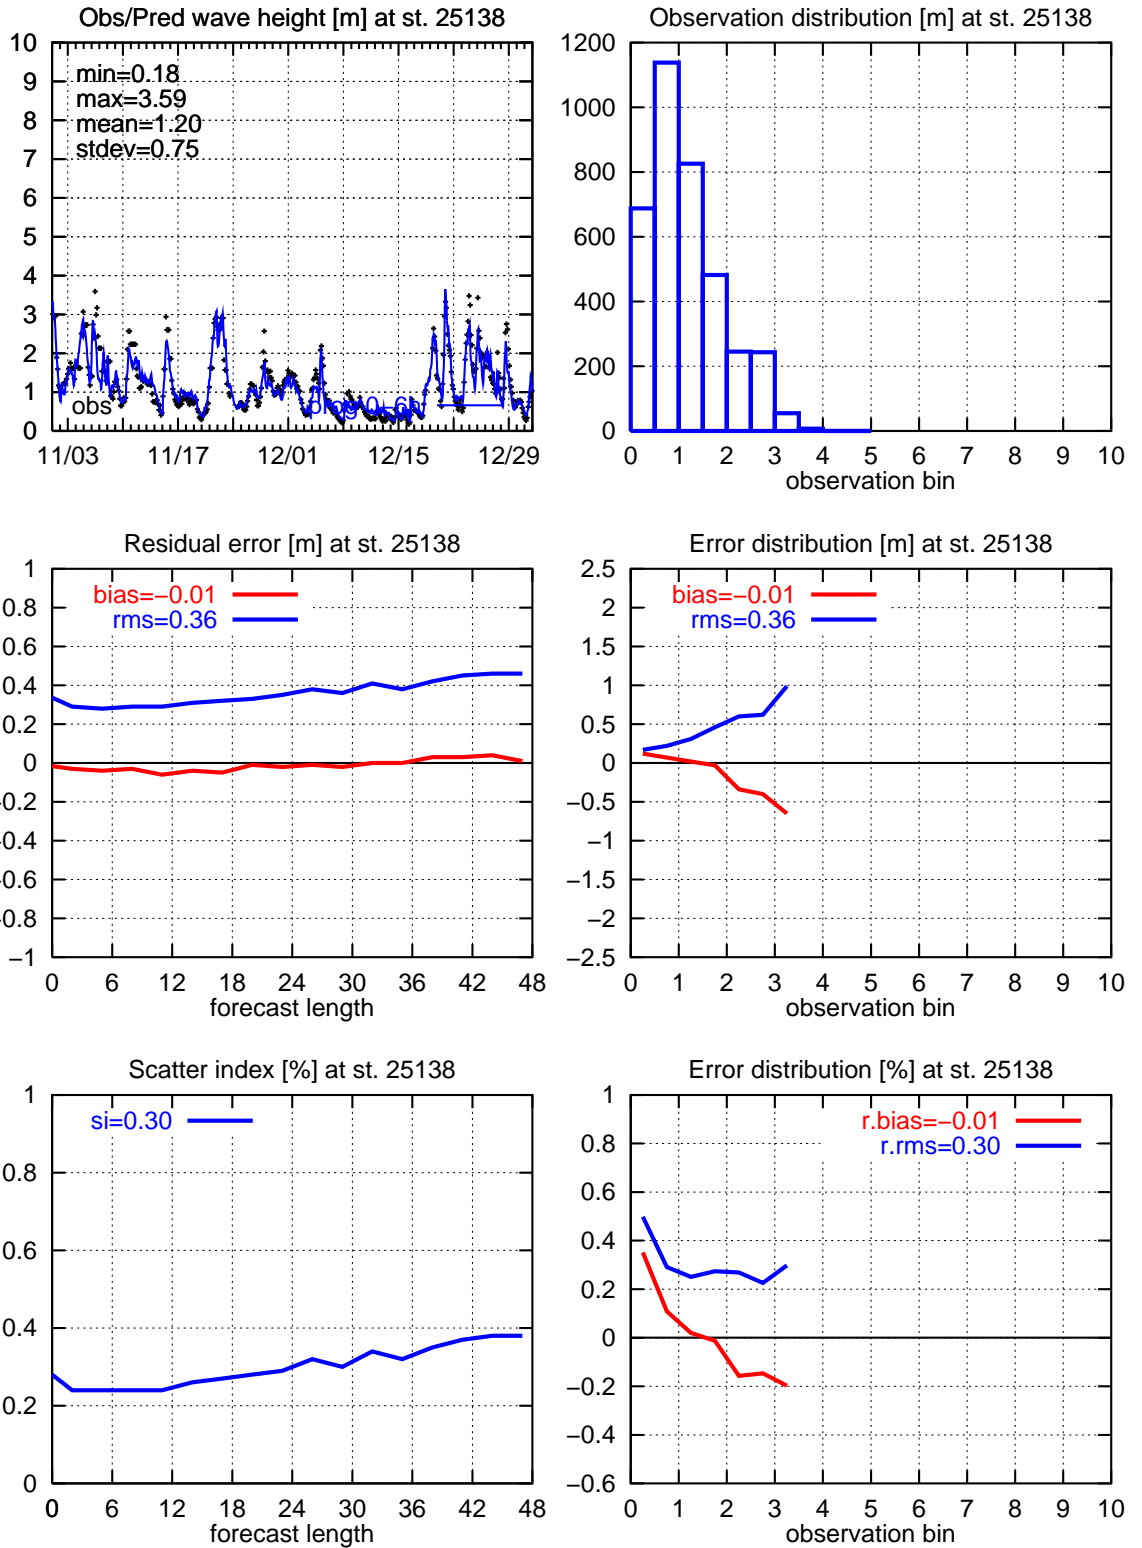 Obs/Pred wave height [m] at st. 25138
10
9
8
7
6
5
4
3
2
1
0
min=0.18
max=3.59
mean=1.20
stdev=0.75
obs
11/03 11/17 12/01 12/15 12/29
Observation distribution [m] at st. 25138
1200
1000
800
600
400
200
0
0 1 2 3 4 5 6 7 8 9 10
observation bin
Residual error [m] at st. 25138
1
0.8
0.6
0.4
0.2
0
-0.2
-0.4
-0.6
-0.8
−1
bias=−0.01
rms=0.36
0 6 12 18 24 30 36 42 48
forecast length
Error distribution [m] at st. 25138
2.5
2
1.5
1
0.5
0
−0.5
−1
−1.5
−2
−2.5
bias=−0.01
rms=0.36
0 1 2 3 4 5 6 7 8 9 10
observation bin
Scatter index [%] at st. 25138
1
0.8
0.6
0.4
0.2
0
si=0.30
0 6 12 18 24 30 36 42 48
forecast length
Error distribution [%] at st. 25138
1
0.8
0.6
0.4
0.2
0
−0.2
−0.4
−0.6
r.bias=−0.01
r.rms=0.30
0 1 2 3 4 5 6 7 8 9 10
observation bin